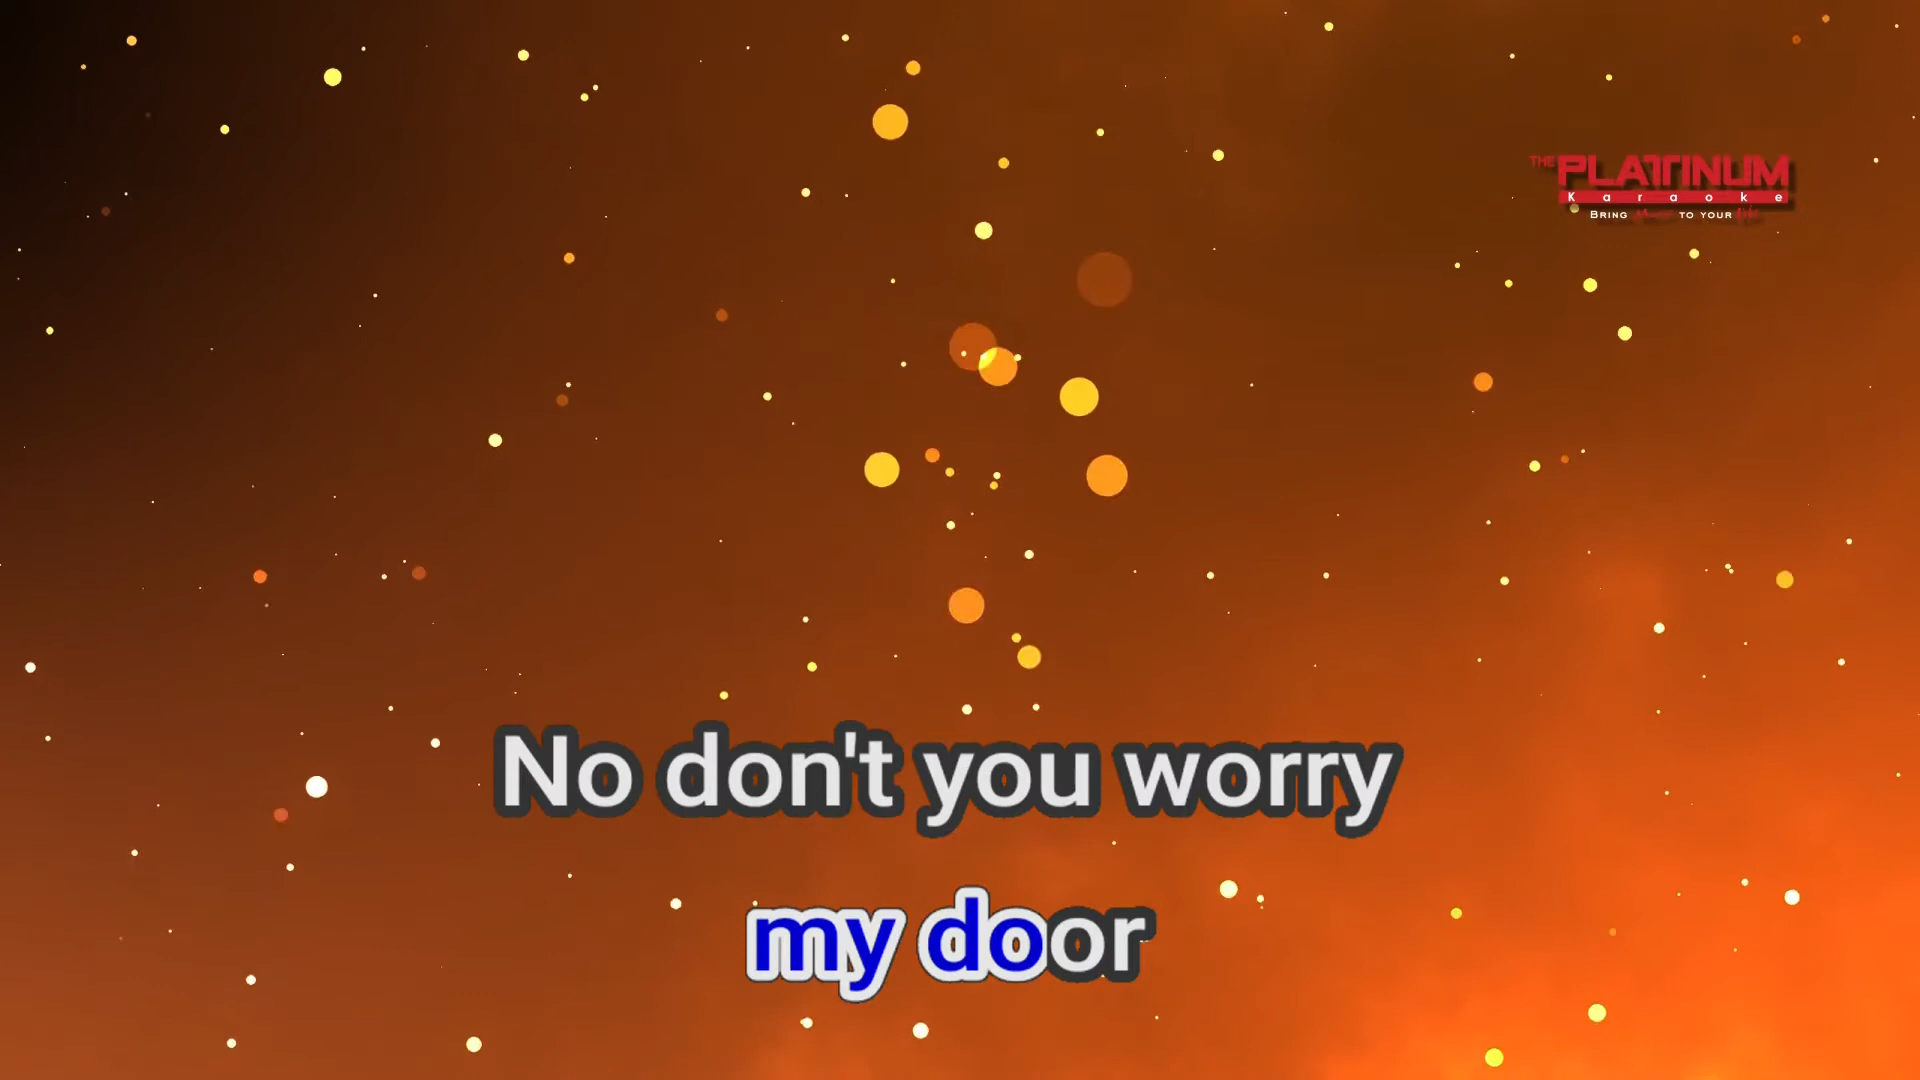 THE PLATINUM
Karaoke
BRING Music TO YOUR Life
No don't you worry
my door